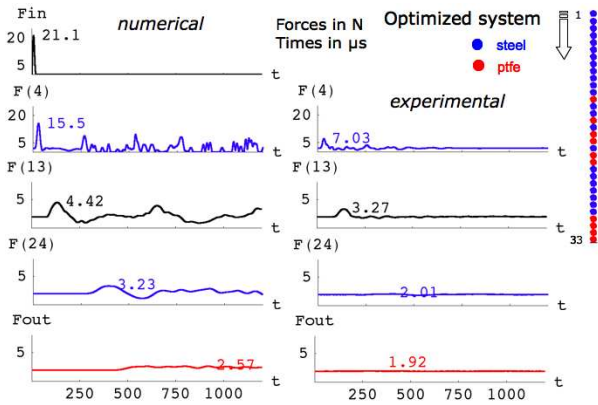 numerical
Forces in N
Times in µs
Optimized system
steel
ptfe
1
33
Fin
20
5
21.1
t
F(4)
20
5
15.5
t
F(13)
5
4.42
t
F(24)
5
3.23
t
Fout
5
2.57
t
250 500 750 1000
experimental
F(4)
20
5
7.03
t
F(13)
5
3.27
t
F(24)
5
2.01
t
Fout
5
1.92
t
250 500 750 1000